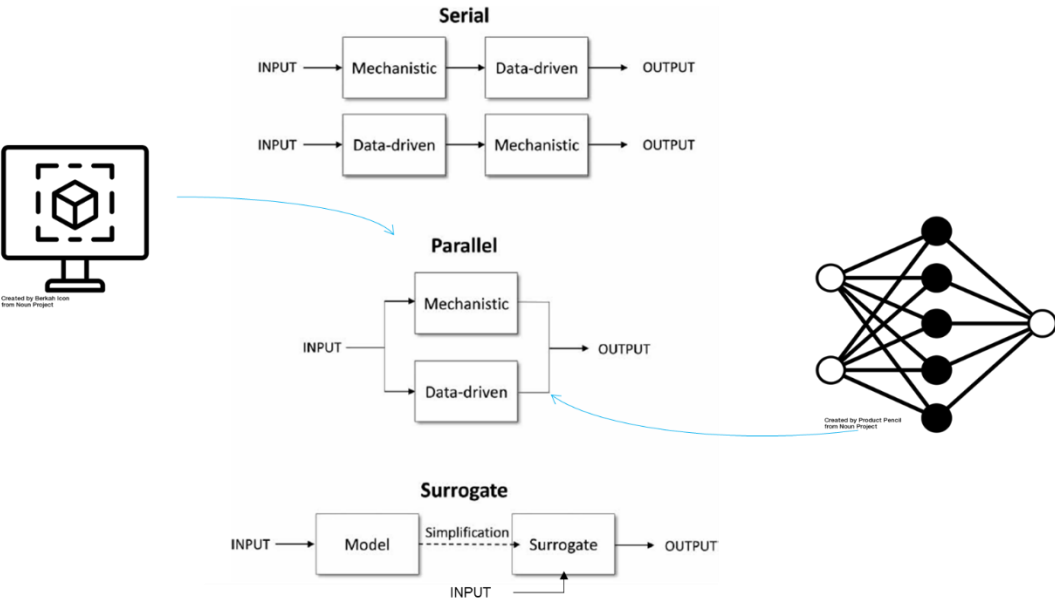 Serial
INPUT Mechanistic Data-driven OUTPUT
INPUT Data-driven Mechanistic OUTPUT
Created by Berkah Icon
from Noun Project
Parallel
Mechanistic
INPUT OUTPUT
Data-driven
Created by Product Pencil
from Noun Project
Surrogate
INPUT Model Simplification Surrogate OUTPUT
INPUT